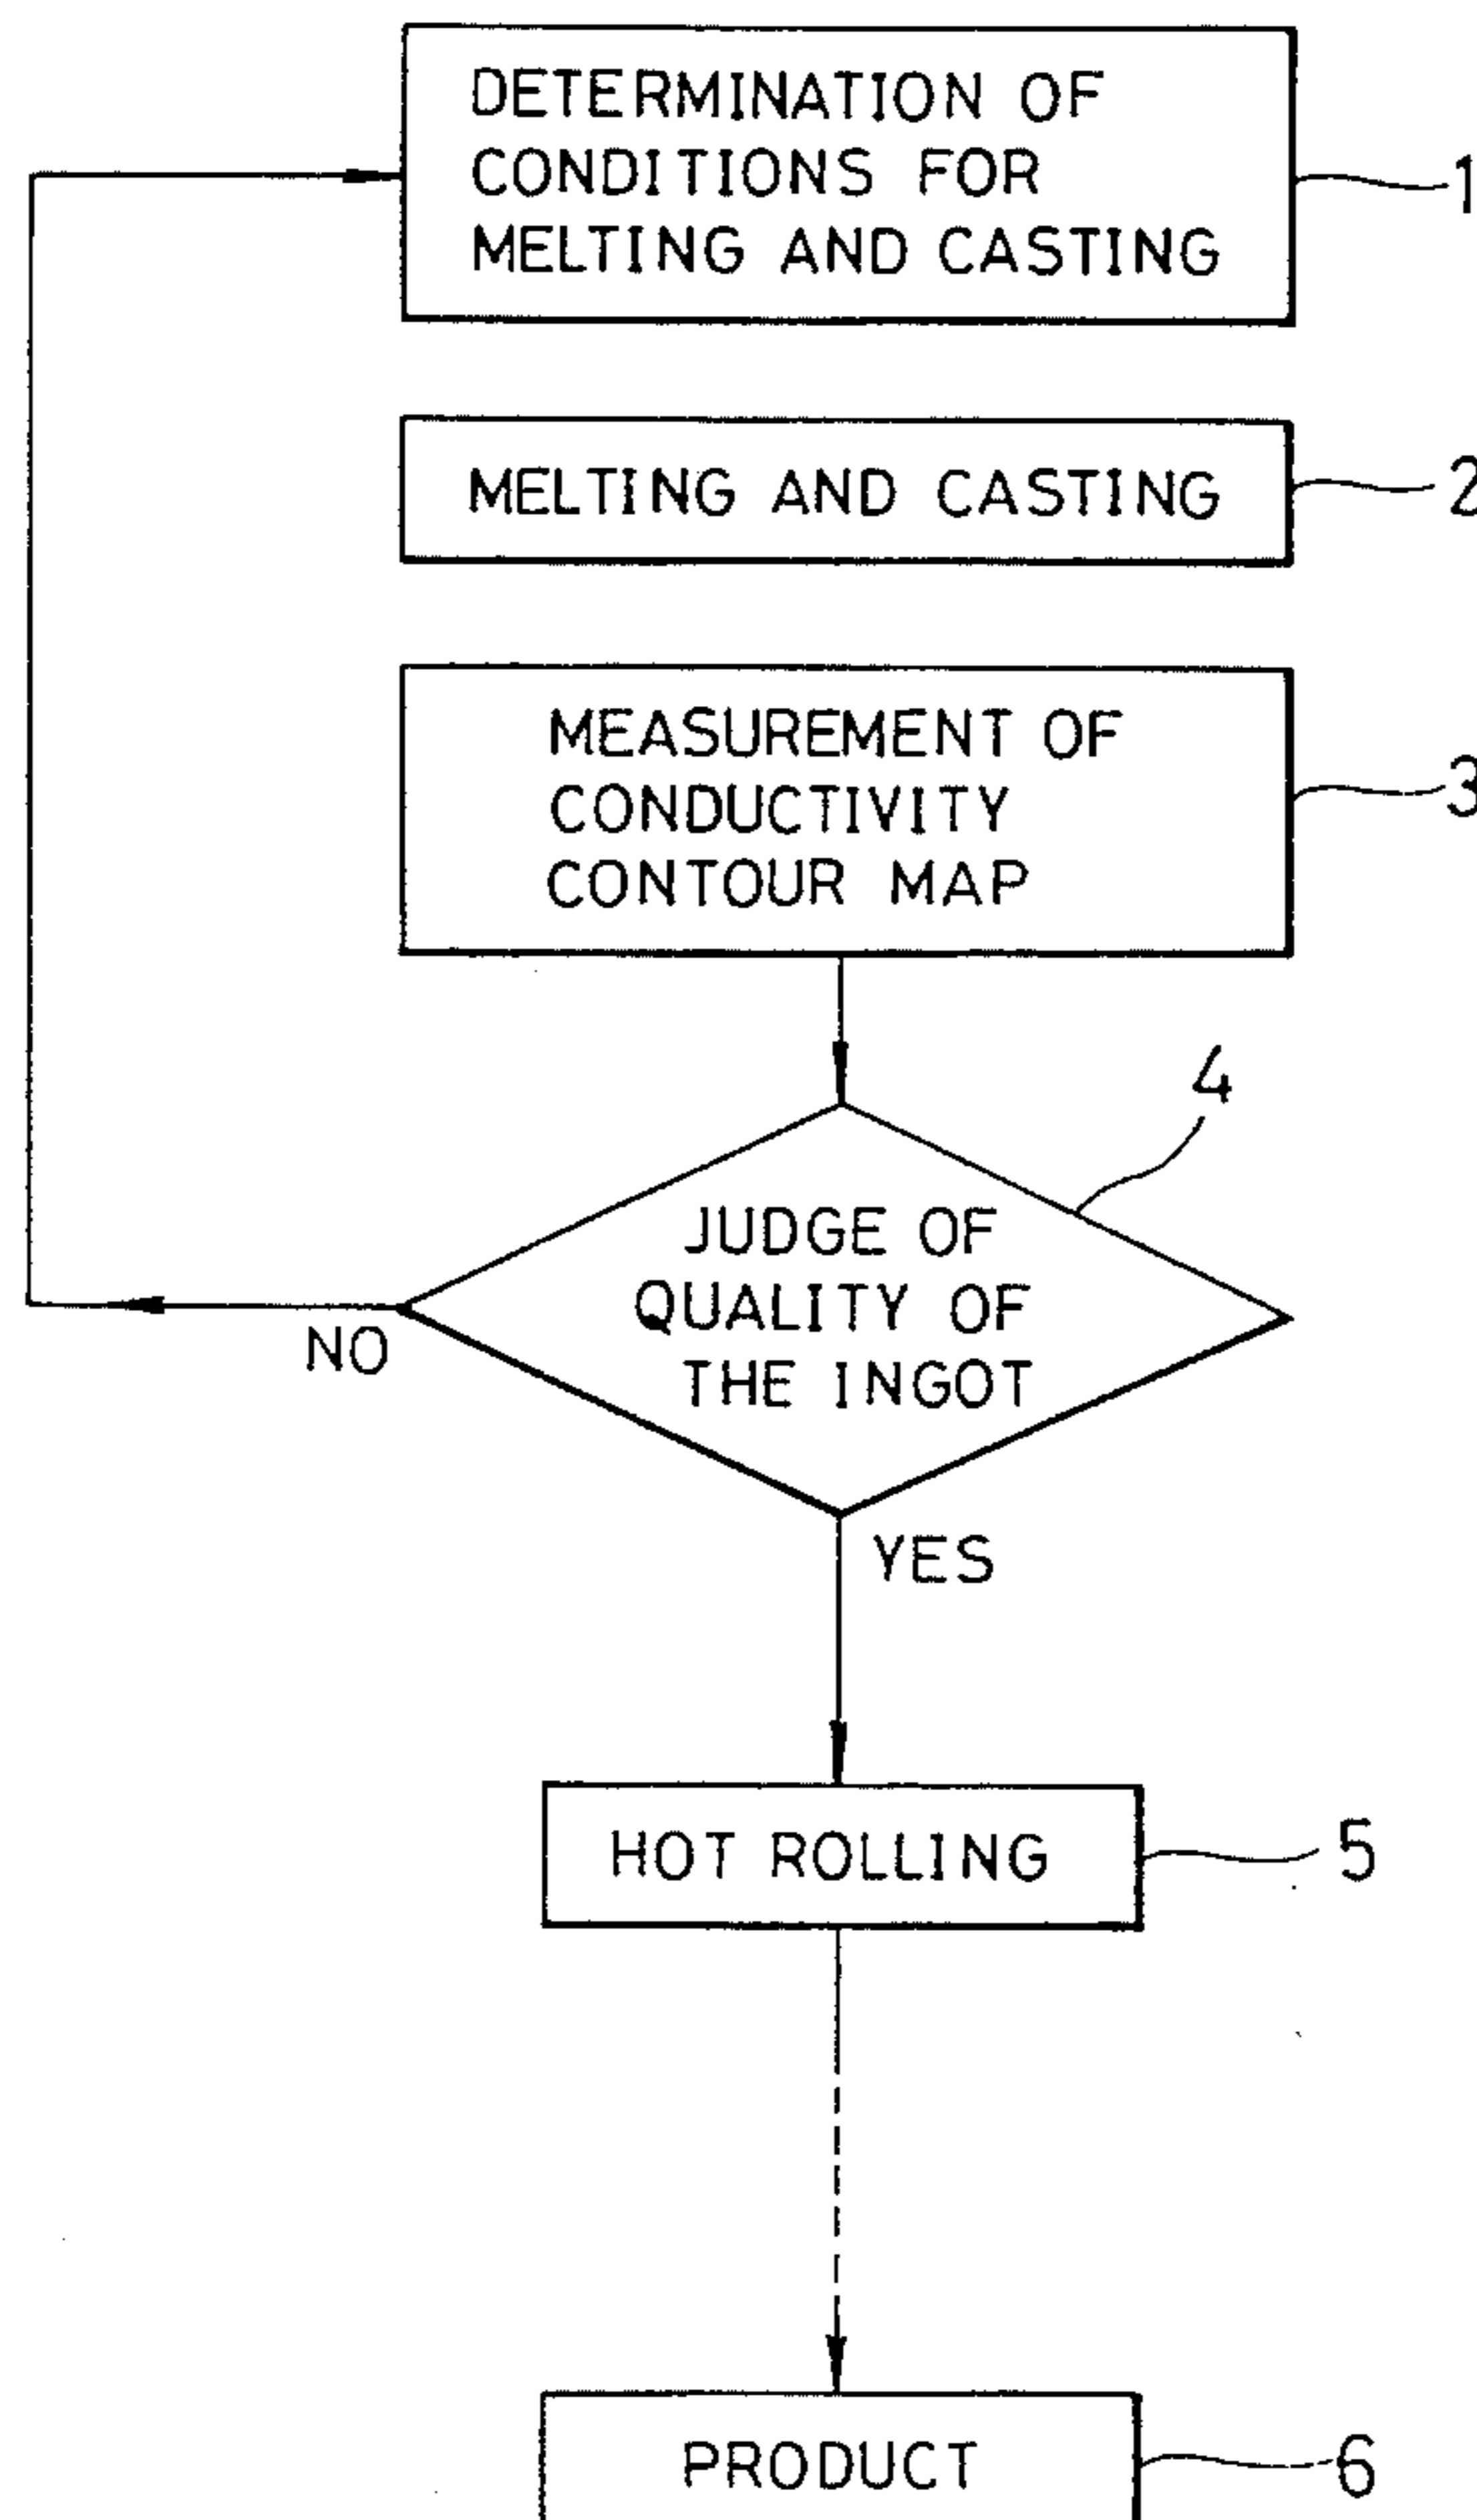 DETERMINATION OF
CONDITIONS FOR
MELTING AND CASTING
1
MELTING AND CASTING
2
MEASUREMENT OF
CONDUCTIVITY
CONTOUR MAP
3
4
JUDGE OF
QUALITY OF
THE INGOT
NO
YES
HOT ROLLING
5
PRODUCT
6